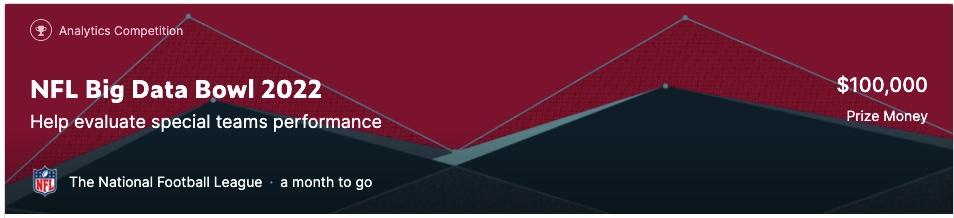 Analytics Competition
NFL Big Data Bowl 2022
$100,000
Help evaluate special teams performance
Prize Money
NFL
The National Football League · a month to go